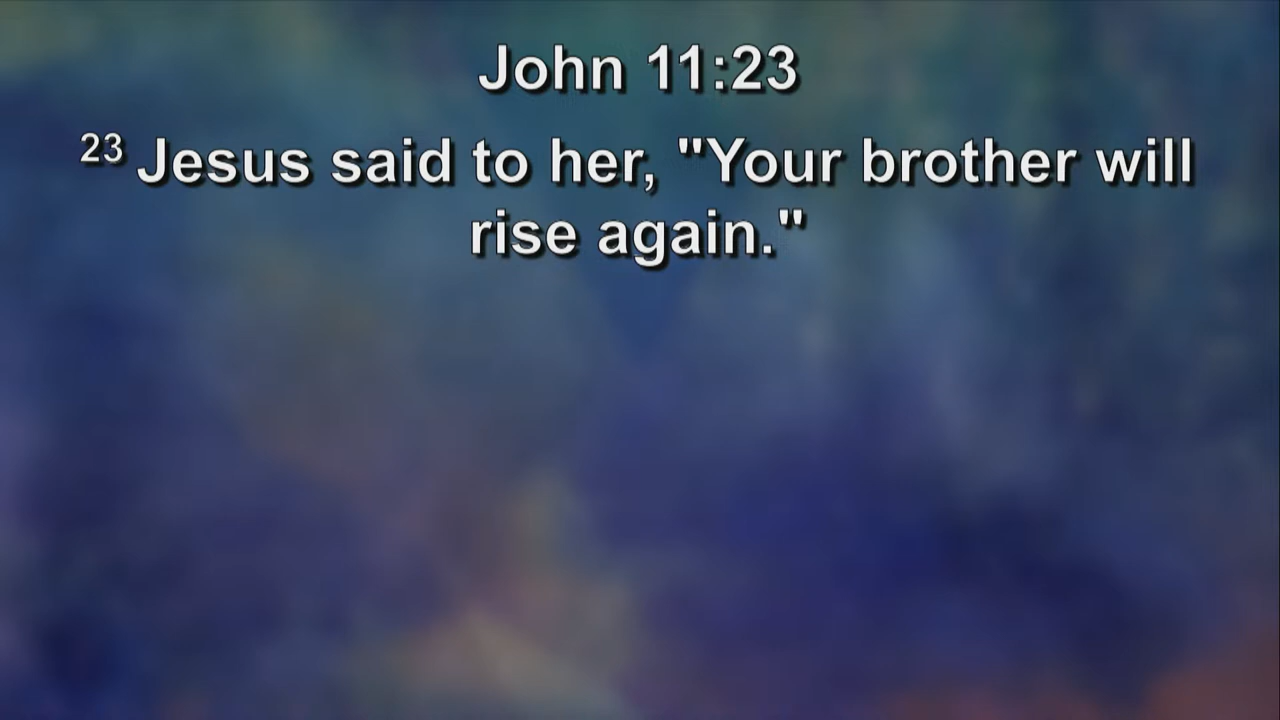 John 11:23
23 Jesus said to her, "Your brother will
rise again."